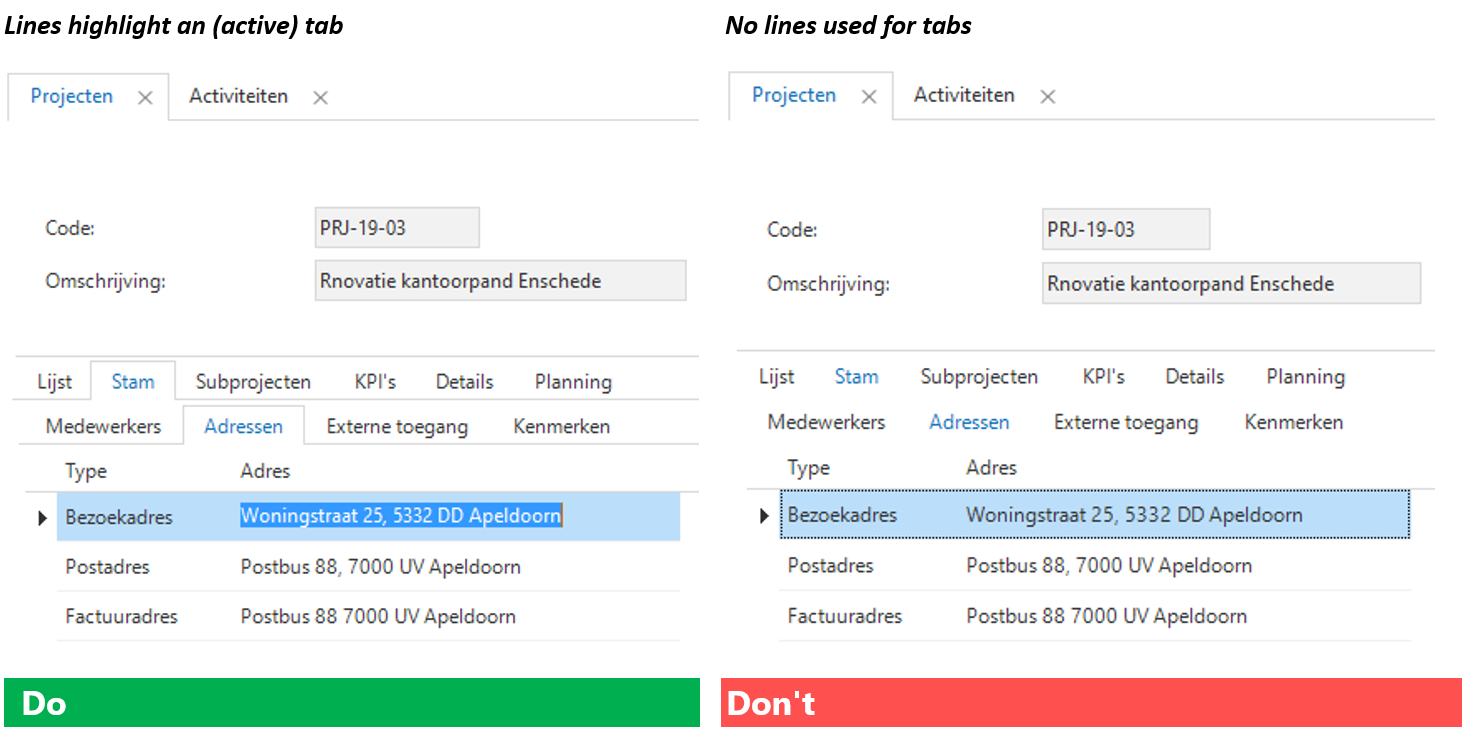 Lines highlight an (active) tab
Projecten Activiteiten
Code: PRJ-19-03
Omschrijving: Rnovatie kantoorpand Enschede
Lijst Stam Subprojecten KPI's Details Planning
Medewerkers Adressen Externe toegang Kenmerken
Type Adres
Bezoekadres Woningstraat 25, 5332 DD Apeldoorn
Postadres Postbus 88, 7000 UV Apeldoorn
Factuuradres Postbus 88 7000 UV Apeldoorn
Do
No lines used for tabs
Projecten Activiteiten
Code: PRJ-19-03
Omschrijving: Rnovatie kantoorpand Enschede
Lijst Stam Subprojecten KPI's Details Planning
Medewerkers Adressen Externe toegang Kenmerken
Type Adres
Bezoekadres Woningstraat 25, 5332 DD Apeldoorn
Postadres Postbus 88, 7000 UV Apeldoorn
Factuuradres Postbus 88 7000 UV Apeldoorn
Don't